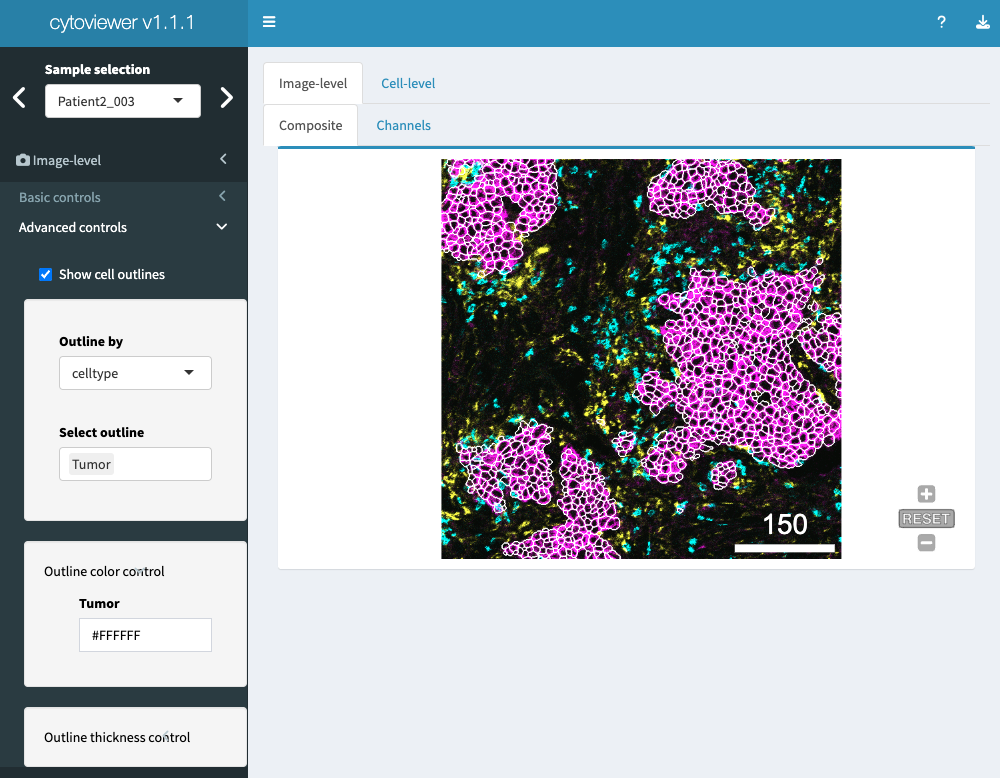 cytoviewer v1.1.1
?
Sample selection
Patient2_003
Image-level
Basic controls
Advanced controls
Show cell outlines
Outline by
celltype
Select outline
Tumor
Outline color control
Tumor
#FFFFFF
Outline thickness control
Image-level Cell-level
Composite Channels
150
RESET